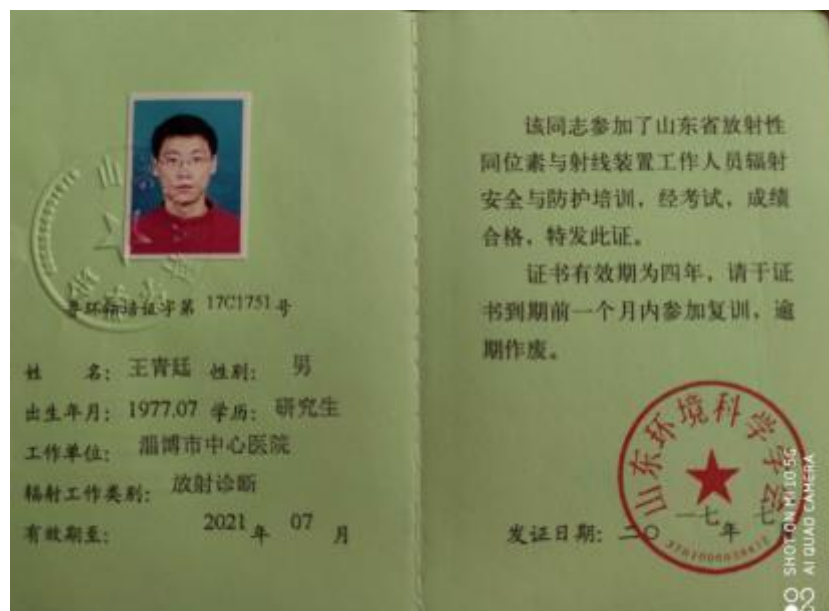 鲁环辐培证字第 17C1751 号
姓 名： 王青廷 性别： 男
出生年月： 1977.07 学历： 研究生
工作单位： 淄博市中心医院
辐射工作类别： 放射诊断
有效期至： 2021 年 07 月
该同志参加了山东省放射性
同位素与射线装置工作人员辐射
安全与防护培训，经考试，成绩
合格，特发此证。
证书有效期为四年，请于证
书到期前一个月内参加复训，逾
期作废。
山东环境科学学会
发证日期： 二〇一七年 七月
SHOT ON MI 10 5G
AI QUAD CAMERA